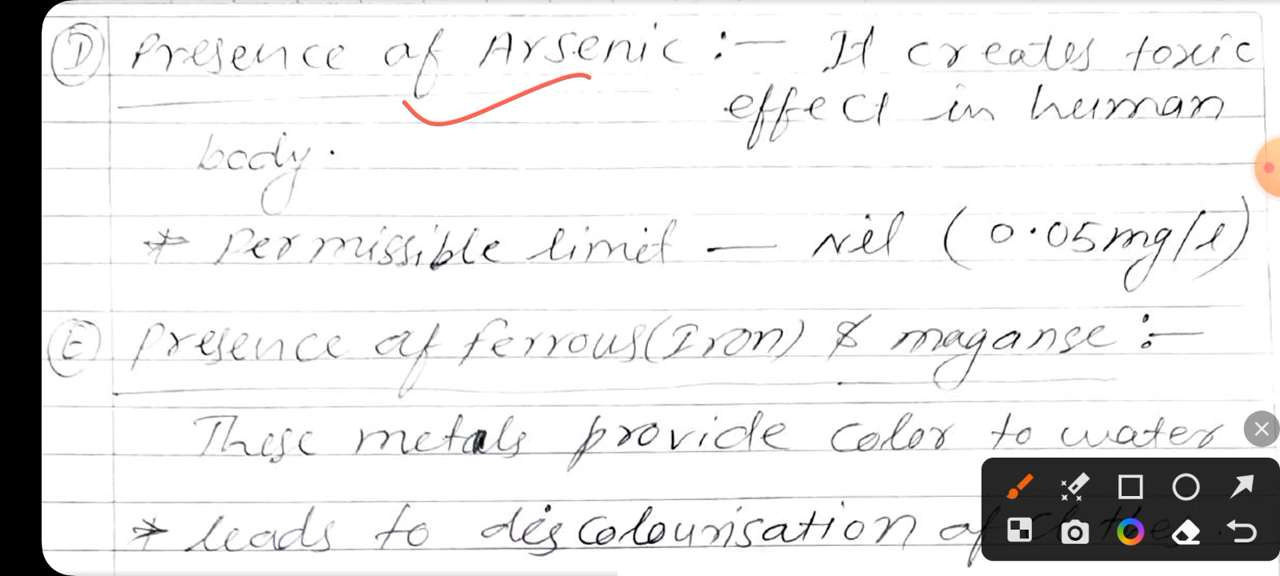 D Presence of Arsenic :— It creates toxic
effect in human
body.
* Permissible limit — Nil (0.05mg/l)
E Presence of ferrous(Iron) & maganse :—
These metals provide color to water
* leads to discolourisation of